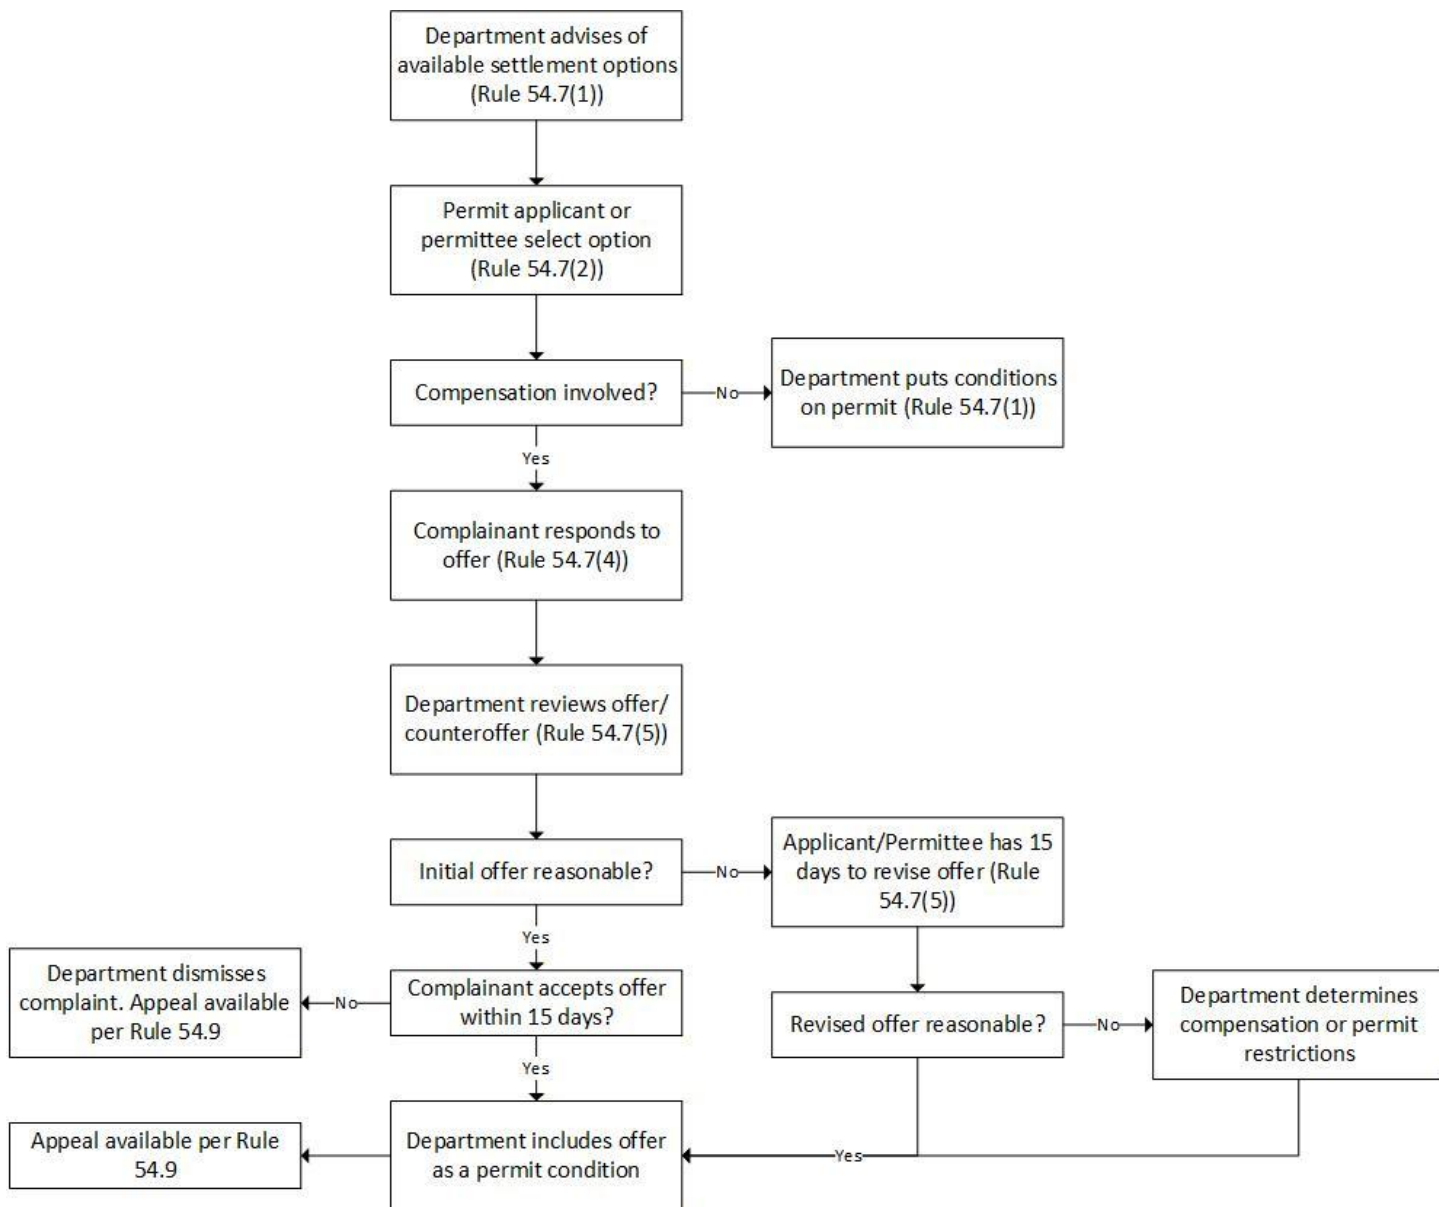 Department advises of
available settlement options
(Rule 54.7(1))
Permit applicant or
permittee select option
(Rule 54.7(2))
Compensation involved?
No
Department puts conditions
on permit (Rule 54.7(1))
Yes
Complainant responds to
offer (Rule 54.7(4))
Department reviews offer/
counteroffer (Rule 54.7(5))
Initial offer reasonable?
No
Applicant/Permittee has 15
days to revise offer (Rule
54.7(5))
Yes
Department dismisses
complaint. Appeal available
per Rule 54.9
No
Complainant accepts offer
within 15 days?
Revised offer reasonable?
No
Department determines
compensation or permit
restrictions
Yes
Appeal available per Rule
54.9
Department includes offer
as a permit condition
Yes